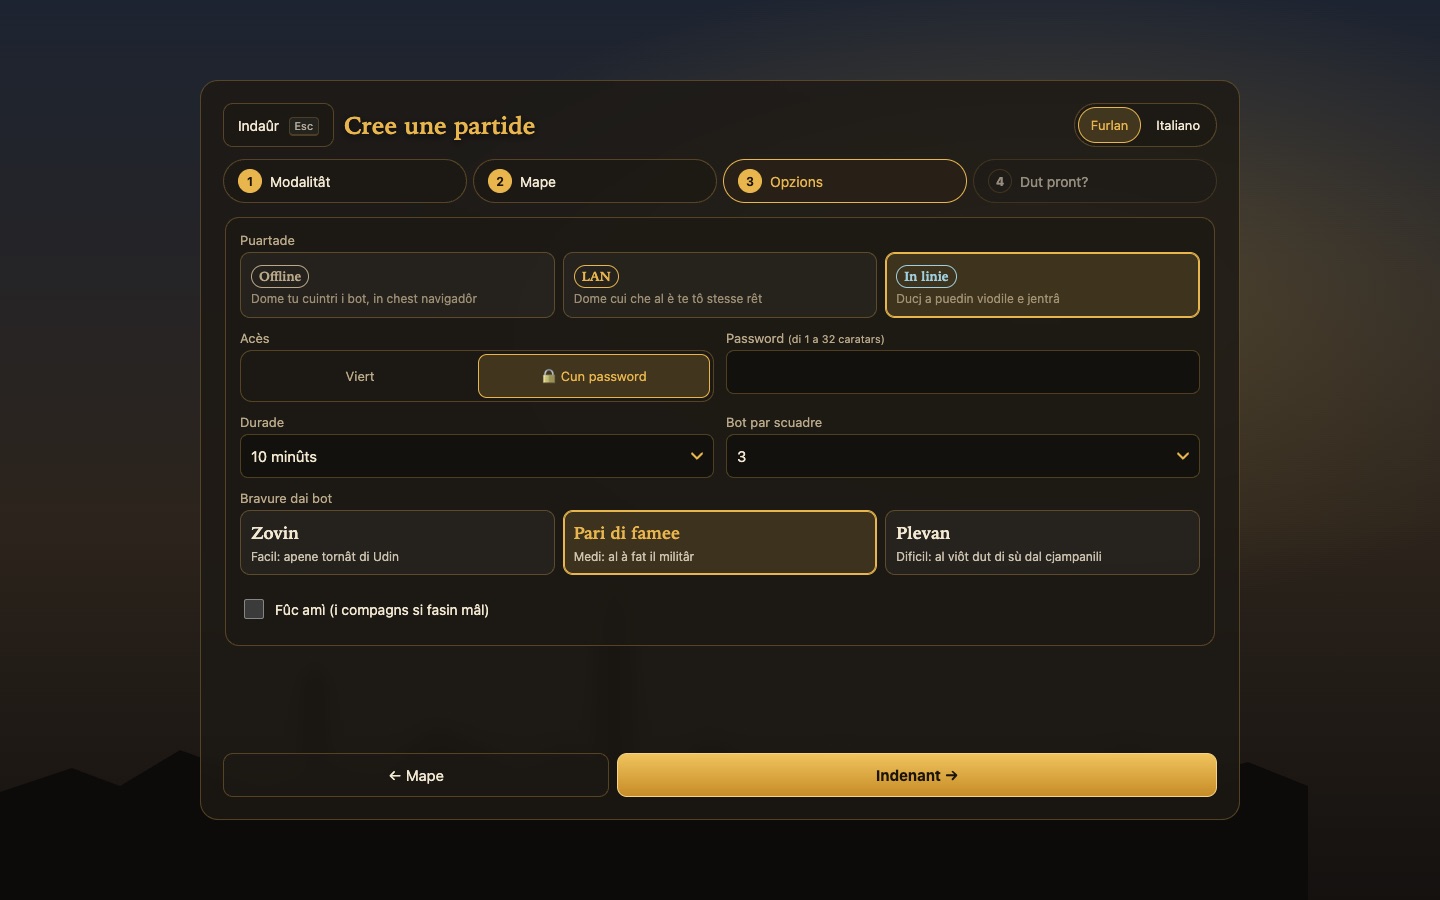 Indaûr Esc
Cree une partide
Furlan Italiano
1 Modalitât
2 Mape
3 Opzions
4 Dut pront?
Puartade
Offline
Dome tu cuintri i bot, in chest navigadôr
LAN
Dome cui che al è te tô stesse rêt
In linie
Ducj a puedin viodile e jentrâ
Acès
Viert
🔒 Cun password
Password (di 1 a 32 caratars)
Durade
10 minûts
Bot par scuadre
3
Bravure dai bot
Zovin
Facil: apene tornât di Udin
Pari di famee
Medi: al à fat il militâr
Plevan
Dificil: al viôt dut di sù dal cjampanili
Fûc amì (i compagns si fasin mâl)
← Mape
Indenant →